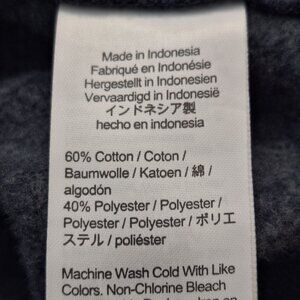 Made in Indonesia
Fabriqué en Indonésie
Hergestellt in Indonesien
Vervaardigd in Indonesië
インドネシア製
hecho en indonesia
60% Cotton / Coton /
Baumwolle / Katoen / 綿 /
algodón
40% Polyester / Polyester /
Polyester / Polyester / ポリエ
ステル / poliéster
Machine Wash Cold With Like
Colors. Non-Chlorine Bleach